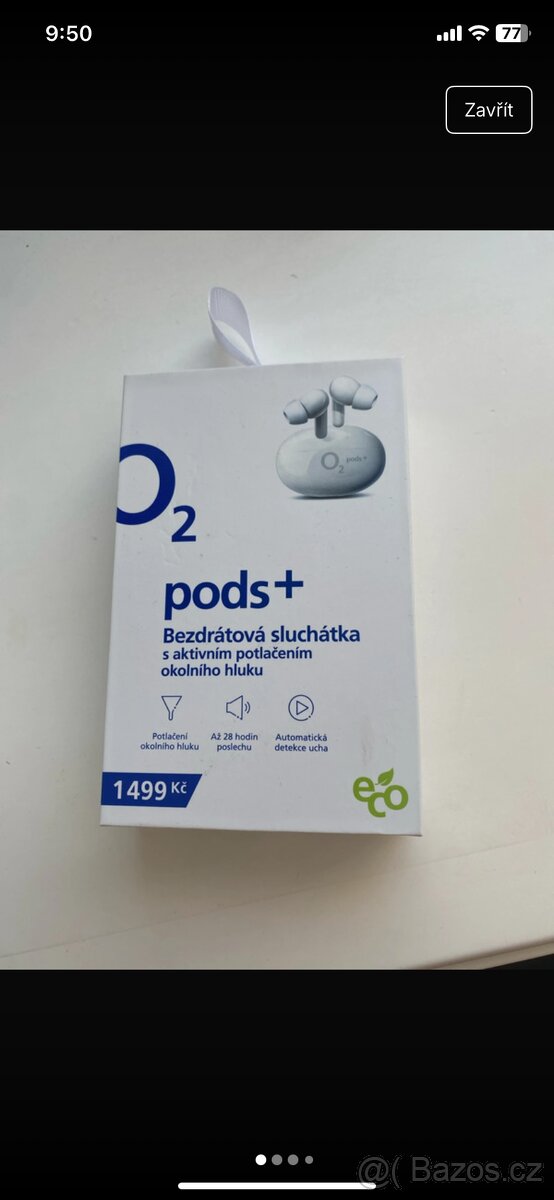 9:50
77
Zavřít
O2 pods+
O2
pods+
Bezdrátová sluchátka
s aktivním potlačením
okolního hluku
Potlačení
okolního hluku
Až 28 hodin
poslechu
Automatická
detekce ucha
1499 Kč
eco
@( Bazos.cz